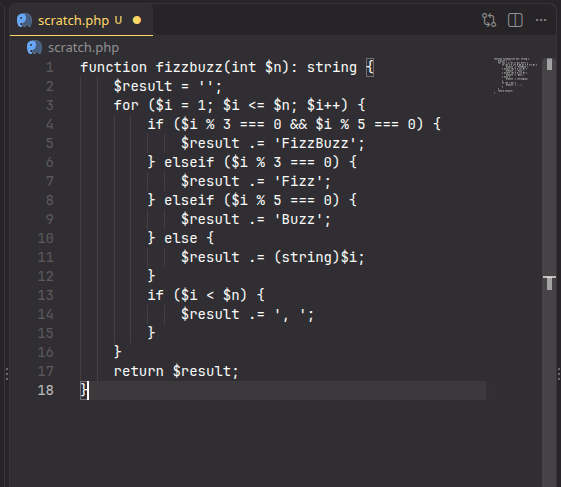 scratch.php U
scratch.php
1 function fizzbuzz(int $n): string {
2     $result = '';
3     for ($i = 1; $i <= $n; $i++) {
4         if ($i % 3 === 0 && $i % 5 === 0) {
5             $result .= 'FizzBuzz';
6         } elseif ($i % 3 === 0) {
7             $result .= 'Fizz';
8         } elseif ($i % 5 === 0) {
9             $result .= 'Buzz';
10         } else {
11             $result .= (string)$i;
12         }
13         if ($i < $n) {
14             $result .= ', ';
15         }
16     }
17     return $result;
18 }